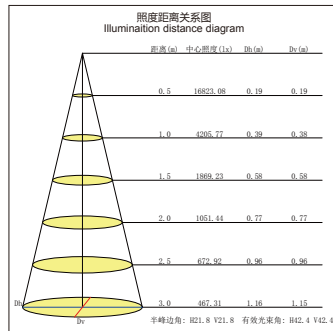 照度距离关系图
Illuminaition distance diagram
距离(m) 中心照度(lx) Dh(m) Dv(m)
0.5 16823.08 0.19 0.19
1.0 4205.77 0.39 0.38
1.5 1869.23 0.58 0.58
2.0 1051.44 0.77 0.77
2.5 672.92 0.96 0.96
Dh 3.0 467.31 1.16 1.15
Dv 半峰边角: H21.8 V21.8 有效光束角: H42.4 V42.4